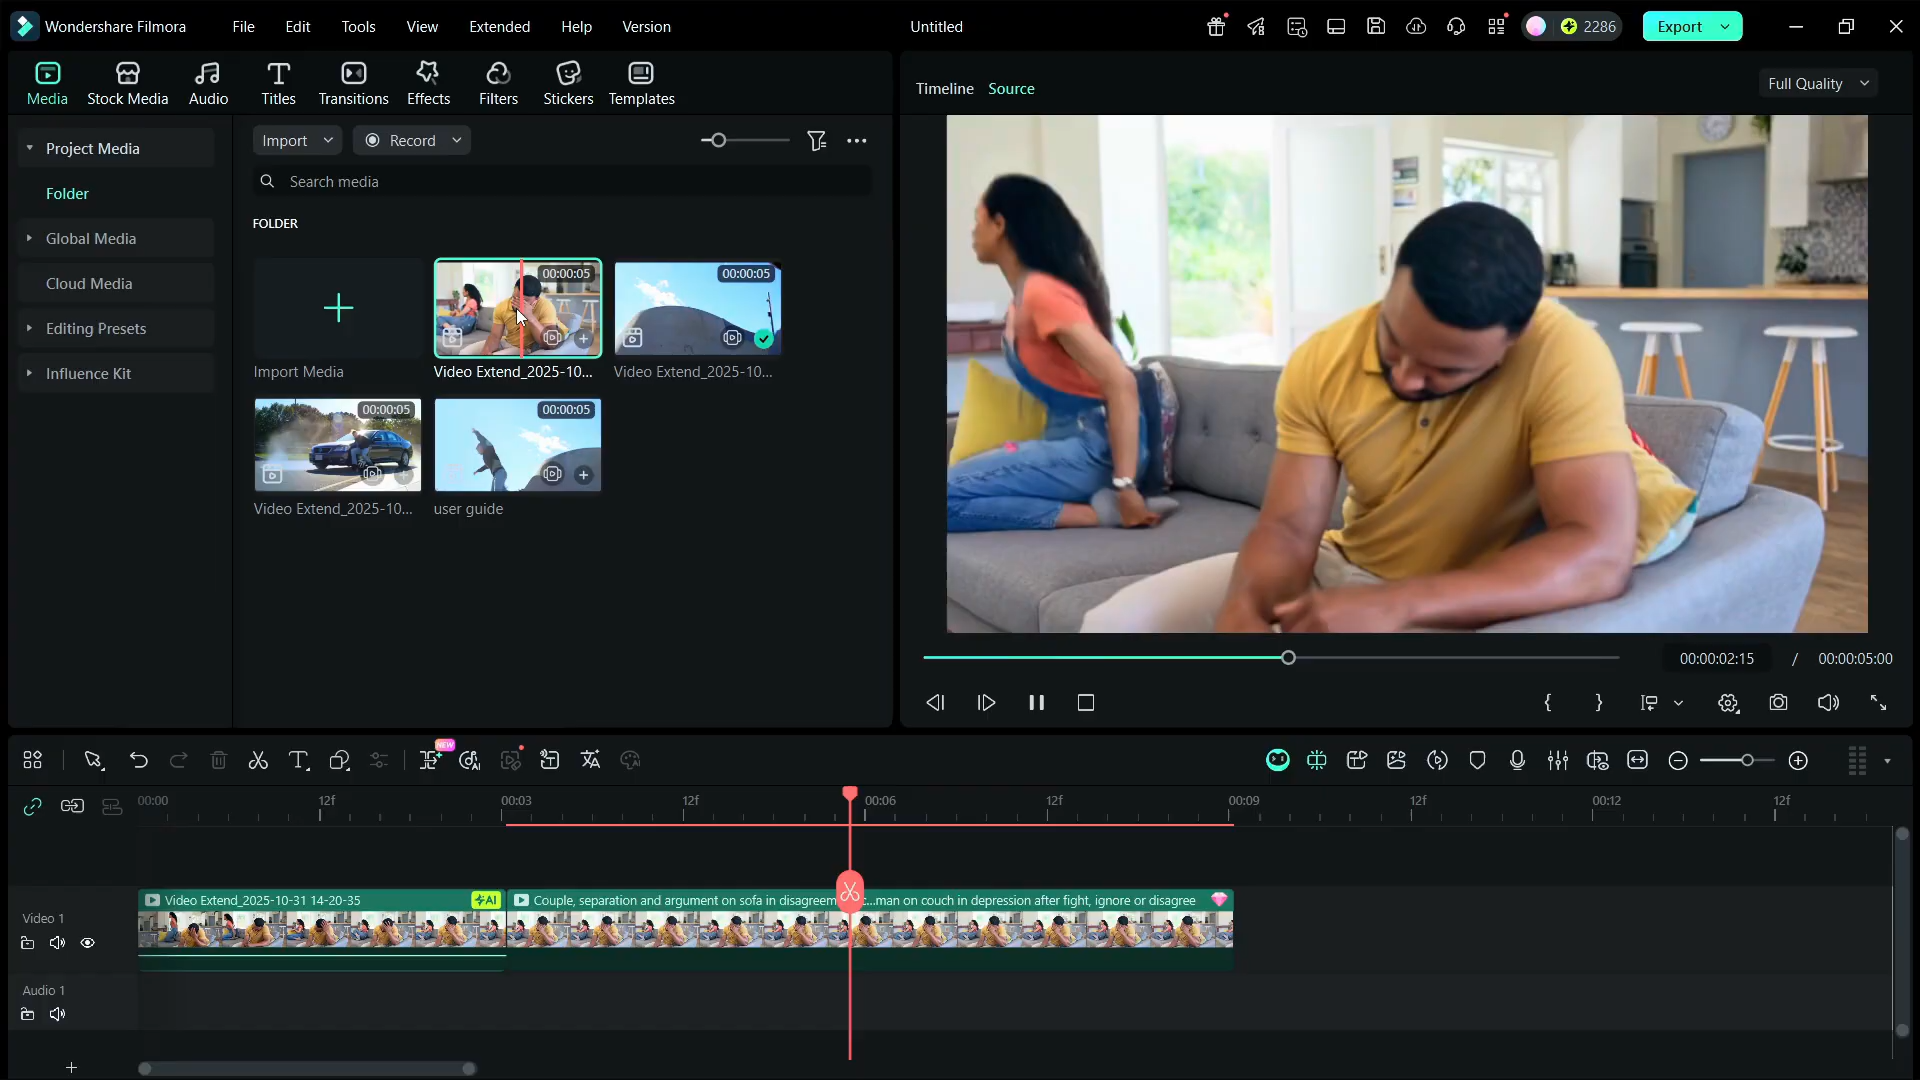 Wondershare Filmora File Edit Tools View Extended Help Version Untitled 2286 Export
Media Stock Media Audio Titles Transitions Effects Filters Stickers Templates
Timeline Source Full Quality
Project Media
Folder
Global Media
Cloud Media
Editing Presets
Influence Kit
Import Record
Search media
FOLDER
00:00:05 00:00:05
Import Media Video Extend_2025-10... Video Extend_2025-10...
00:00:05 00:00:05
Video Extend_2025-10... user guide
00:00:02:15 / 00:00:05:00
NEW
00:00 12f 00:03 12f 00:06 12f 00:09 12f 00:12 12f
Video 1
Video Extend_2025-10-31 14-20-35 AI Couple, separation and argument on sofa in disagreem c...man on couch in depression after fight, ignore or disagree
Audio 1